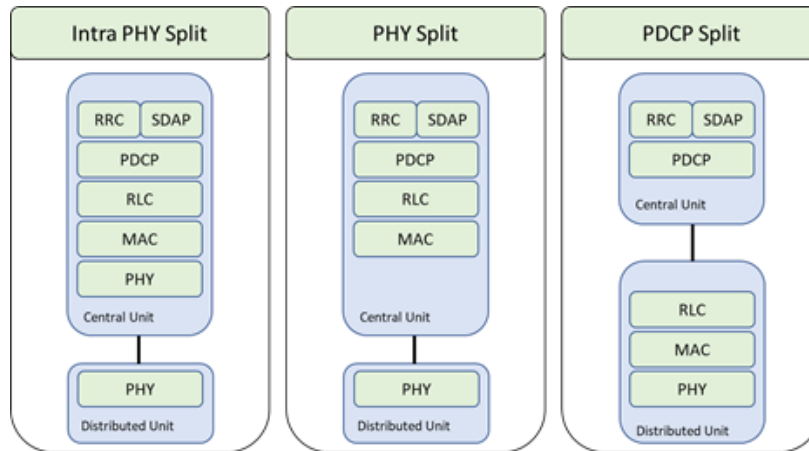 Intra PHY Split
RRC SDAP
PDCP
RLC
MAC
PHY
Central Unit
PHY
Distributed Unit
PHY Split
RRC SDAP
PDCP
RLC
MAC
Central Unit
PHY
Distributed Unit
PDCP Split
RRC SDAP
PDCP
Central Unit
RLC
MAC
PHY
Distributed Unit